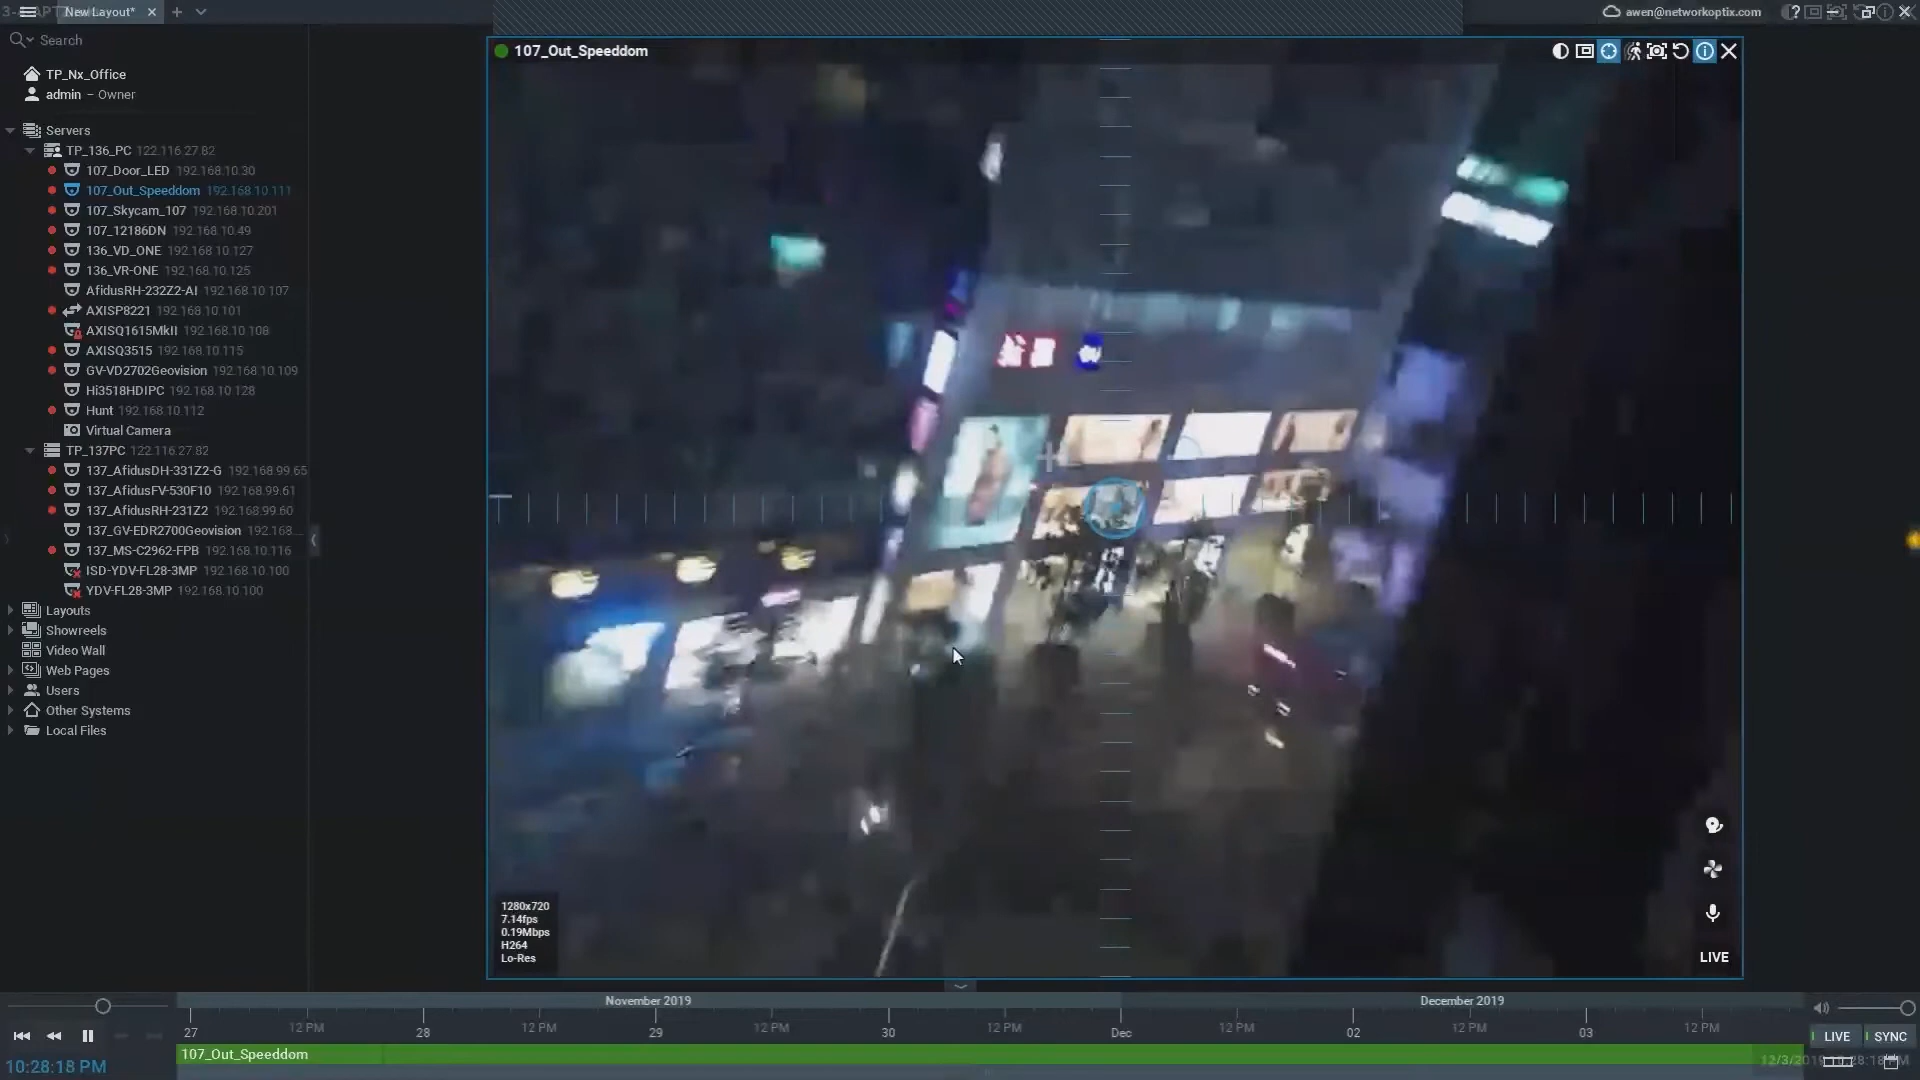 New Layout*
awen@networkoptix.com
Search
107_Out_Speeddom
TP_Nx_Office
admin – Owner
Servers
TP_136_PC 122.116.27.82
107_Door_LED 192.168.10.30
107_Out_Speeddom 192.168.10.111
107_Skycam_107 192.168.10.201
107_12186DN 192.168.10.49
136_VD_ONE 192.168.10.127
136_VR-ONE 192.168.10.125
AfidusRH-232Z2-AI 192.168.10.107
AXISP8221 192.168.10.101
AXISQ1615MkII 192.168.10.108
AXISQ3515 192.168.10.115
GV-VD2702Geovision 192.168.10.109
Hi3518HDIPC 192.168.10.128
Hunt 192.168.10.112
Virtual Camera
TP_137PC 122.116.27.82
137_AfidusDH-331Z2-G 192.168.99.65
137_AfidusFV-530F10 192.168.99.61
137_AfidusRH-231Z2 192.168.99.60
137_GV-EDR2700Geovision 192.168....
137_MS-C2962-FPB 192.168.10.116
ISD-YDV-FL28-3MP 192.168.10.100
YDV-FL28-3MP 192.168.10.100
Layouts
Showreels
Video Wall
Web Pages
Users
Other Systems
Local Files
1280x720
7.14fps
0.19Mbps
H264
Lo-Res
LIVE
November 2019 December 2019
27 12 PM 28 12 PM 29 12 PM 30 12 PM Dec 12 PM 02 12 PM 03 12 PM
LIVE SYNC
107_Out_Speeddom
10:28:18 PM